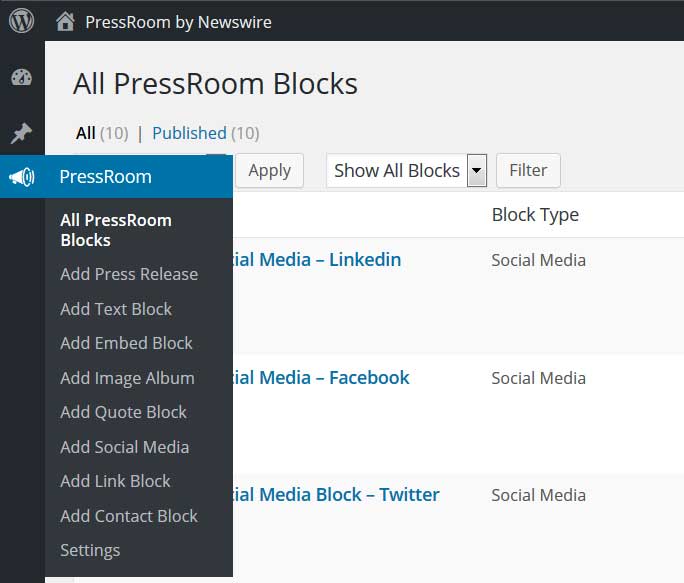 PressRoom by Newswire
All PressRoom Blocks
All (10) | Published (10)
Apply
Show All Blocks
Filter
PressRoom
All PressRoom
Blocks
Add Press Release
Add Text Block
Add Embed Block
Add Image Album
Add Quote Block
Add Social Media
Add Link Block
Add Contact Block
Settings
Block Type
cial Media – Linkedin
Social Media
cial Media – Facebook
Social Media
cial Media Block – Twitter
Social Media